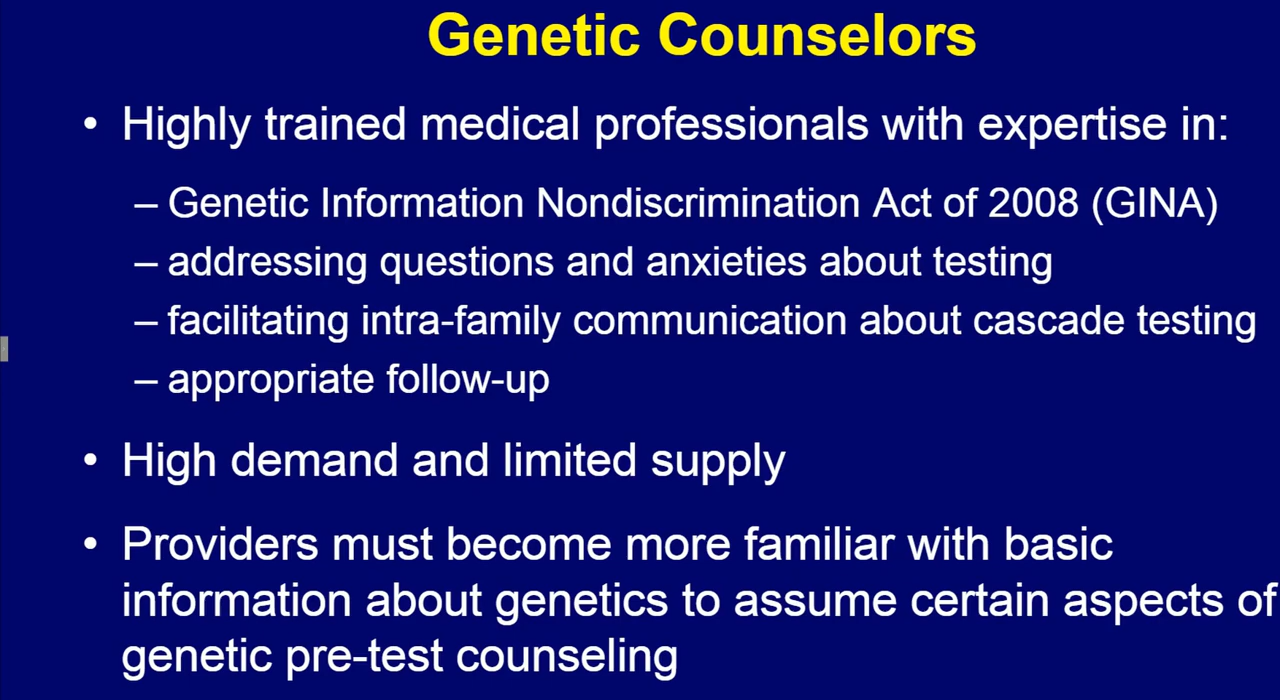 Genetic Counselors
• Highly trained medical professionals with expertise in:
– Genetic Information Nondiscrimination Act of 2008 (GINA)
– addressing questions and anxieties about testing
– facilitating intra-family communication about cascade testing
– appropriate follow-up
• High demand and limited supply
• Providers must become more familiar with basic
information about genetics to assume certain aspects of
genetic pre-test counseling